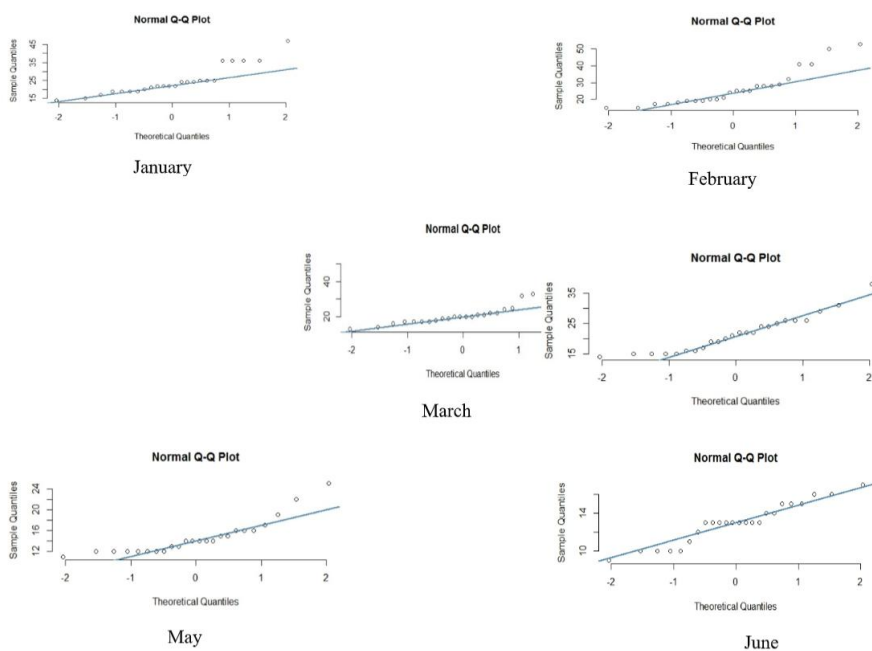 Normal Q-Q Plot
Sample Quantiles
15 25 35 45
-2 -1 0 1 2
Theoretical Quantiles
January
Normal Q-Q Plot
Sample Quantiles
20 30 40 50
-2 -1 0 1 2
Theoretical Quantiles
February
Normal Q-Q Plot
Sample Quantiles
20 40
-2 -1 0 1
Theoretical Quantiles
March
Normal Q-Q Plot
Sample Quantiles
15 25 35
-2 -1 0 1 2
Theoretical Quantiles
Normal Q-Q Plot
Sample Quantiles
12 16 20 24
-2 -1 0 1 2
Theoretical Quantiles
May
Normal Q-Q Plot
Sample Quantiles
10 14
-2 -1 0 1 2
Theoretical Quantiles
June